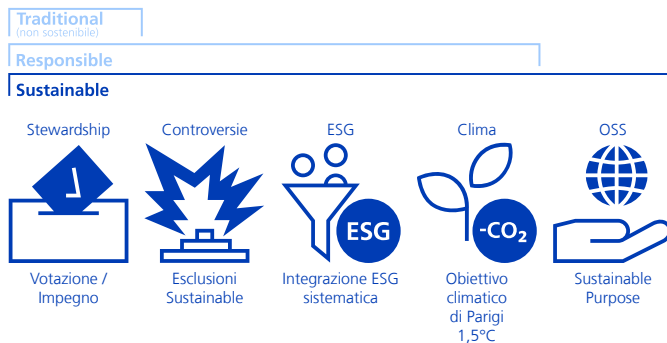 Traditional
(non sostenibile)
Responsible
Sustainable
Stewardship
Controversie
ESG
Clima
OSS
ESG
-CO₂
Votazione /
Impegno
Esclusioni
Sustainable
Integrazione ESG
sistematica
Obiettivo
climatico
di Parigi
1,5°C
Sustainable
Purpose